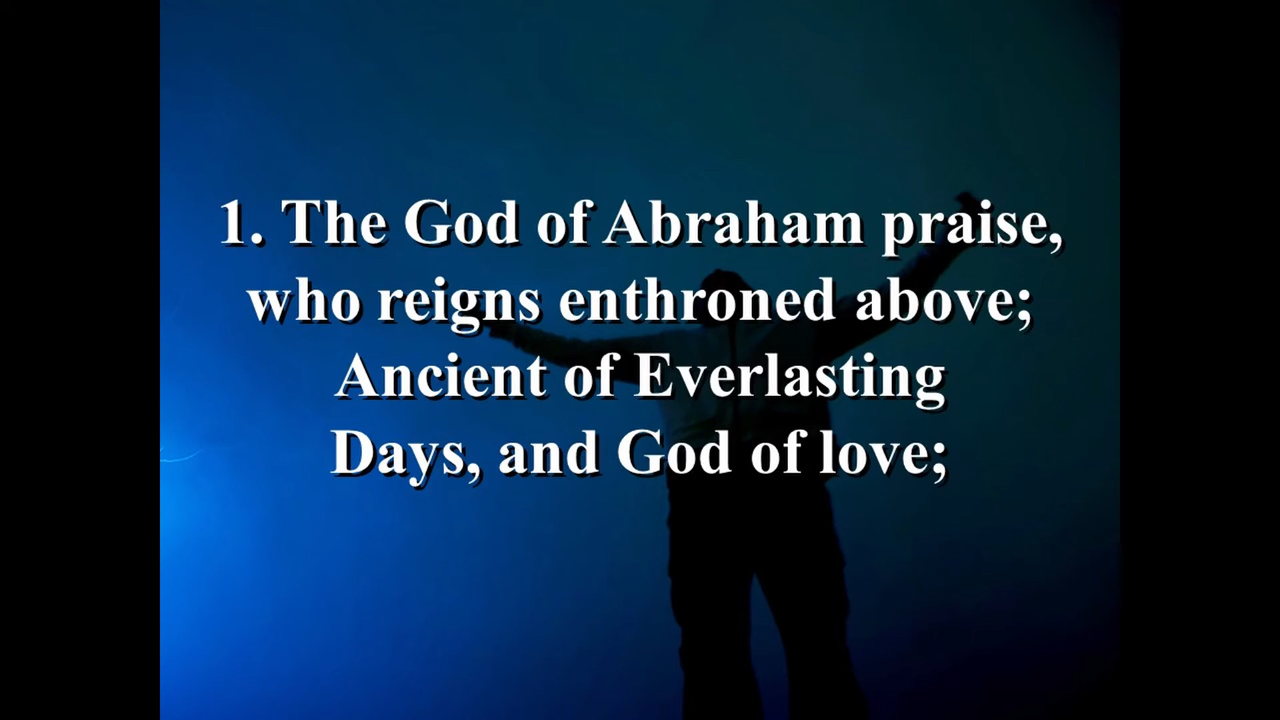 1. The God of Abraham praise,
who reigns enthroned above;
Ancient of Everlasting
Days, and God of love;